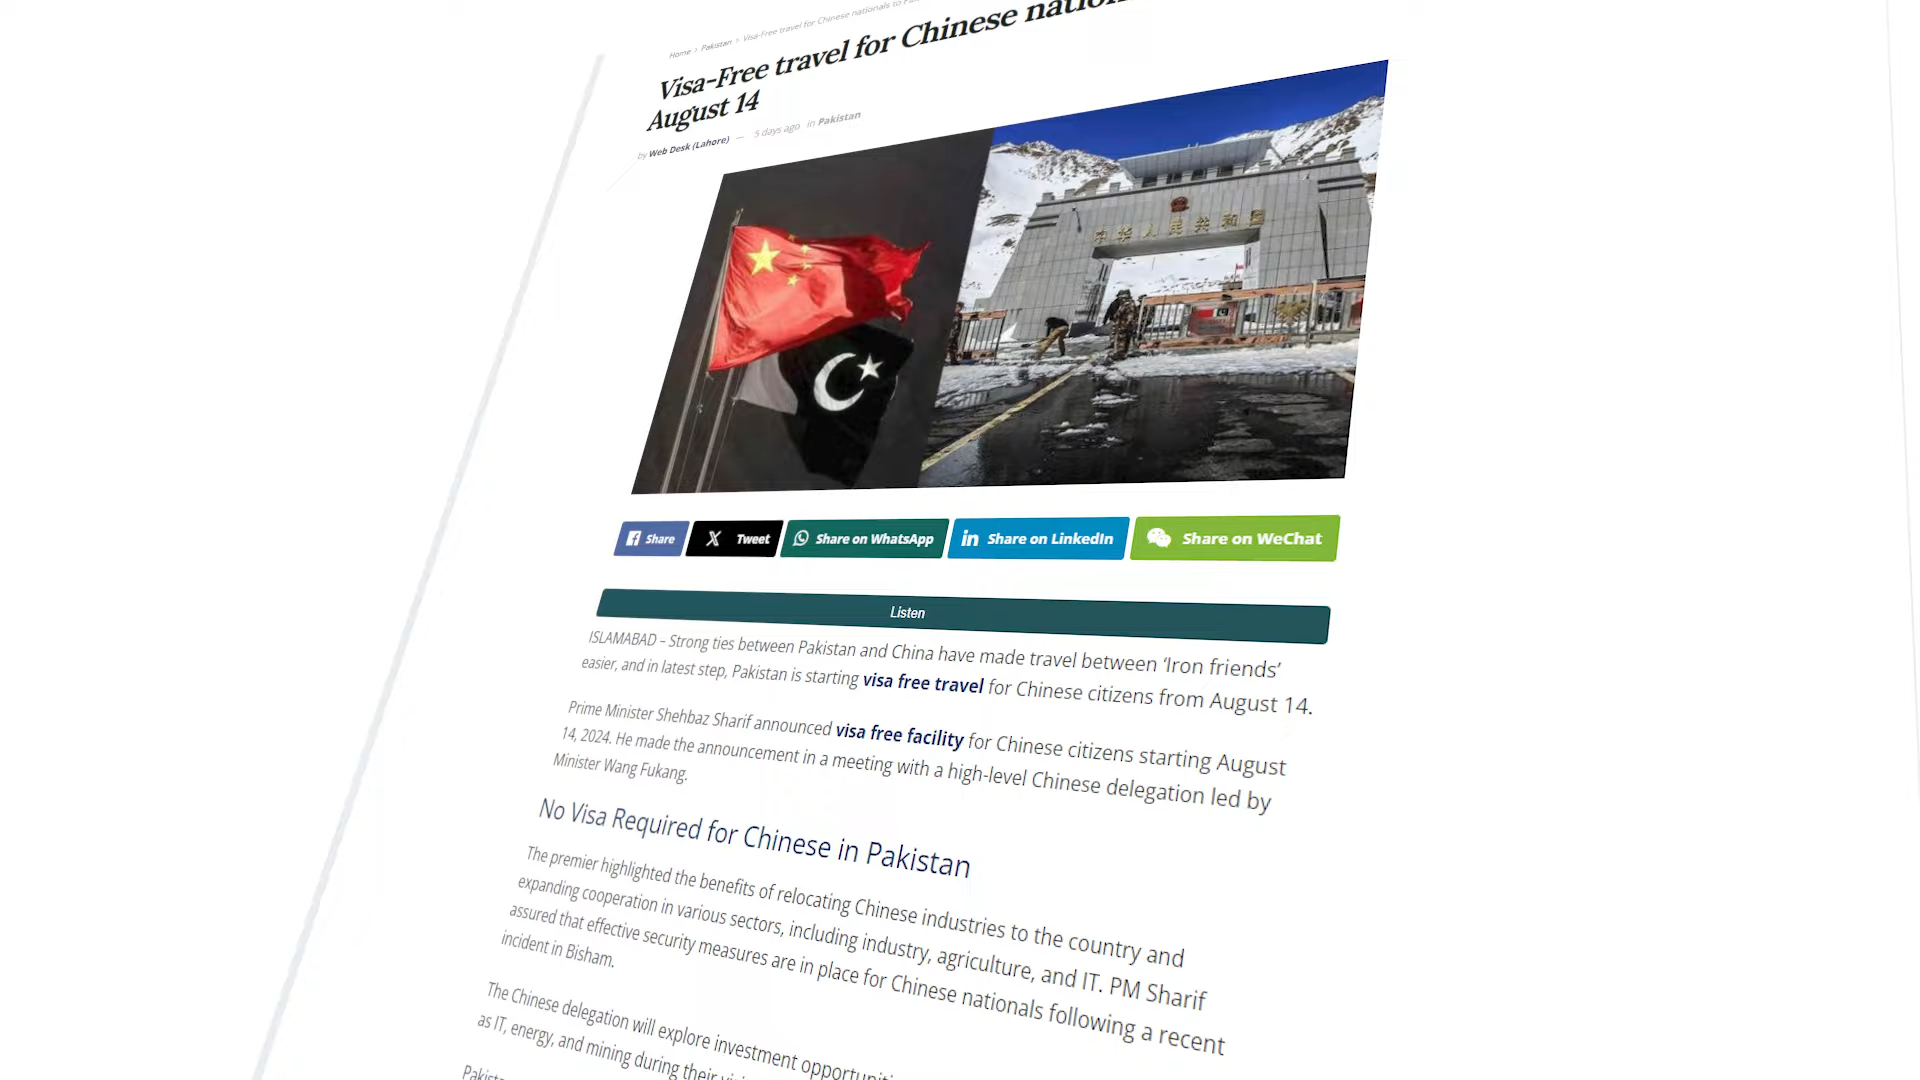 Home > Pakistan > Visa-Free travel for Chinese nationals to
Visa-Free travel for Chinese
August 14
by Web Desk (Lahore) — 5 days ago in Pakistan
中华人民共和国
Share Tweet Share on WhatsApp Share on LinkedIn Share on WeChat
Listen
ISLAMABAD – Strong ties between Pakistan and China have made travel between ‘Iron friends’
easier, and in latest step, Pakistan is starting visa free travel for Chinese citizens from August 14.
Prime Minister Shehbaz Sharif announced visa free facility for Chinese citizens starting August
14, 2024. He made the announcement in a meeting with a high-level Chinese delegation led by
Minister Wang Fukang.
No Visa Required for Chinese in Pakistan
The premier highlighted the benefits of relocating Chinese industries to the country and
expanding cooperation in various sectors, including industry, agriculture, and IT. PM Sharif
assured that effective security measures are in place for Chinese nationals following a recent
incident in Bisham.
The Chinese delegation will explore investment
as IT, energy, and mining during their